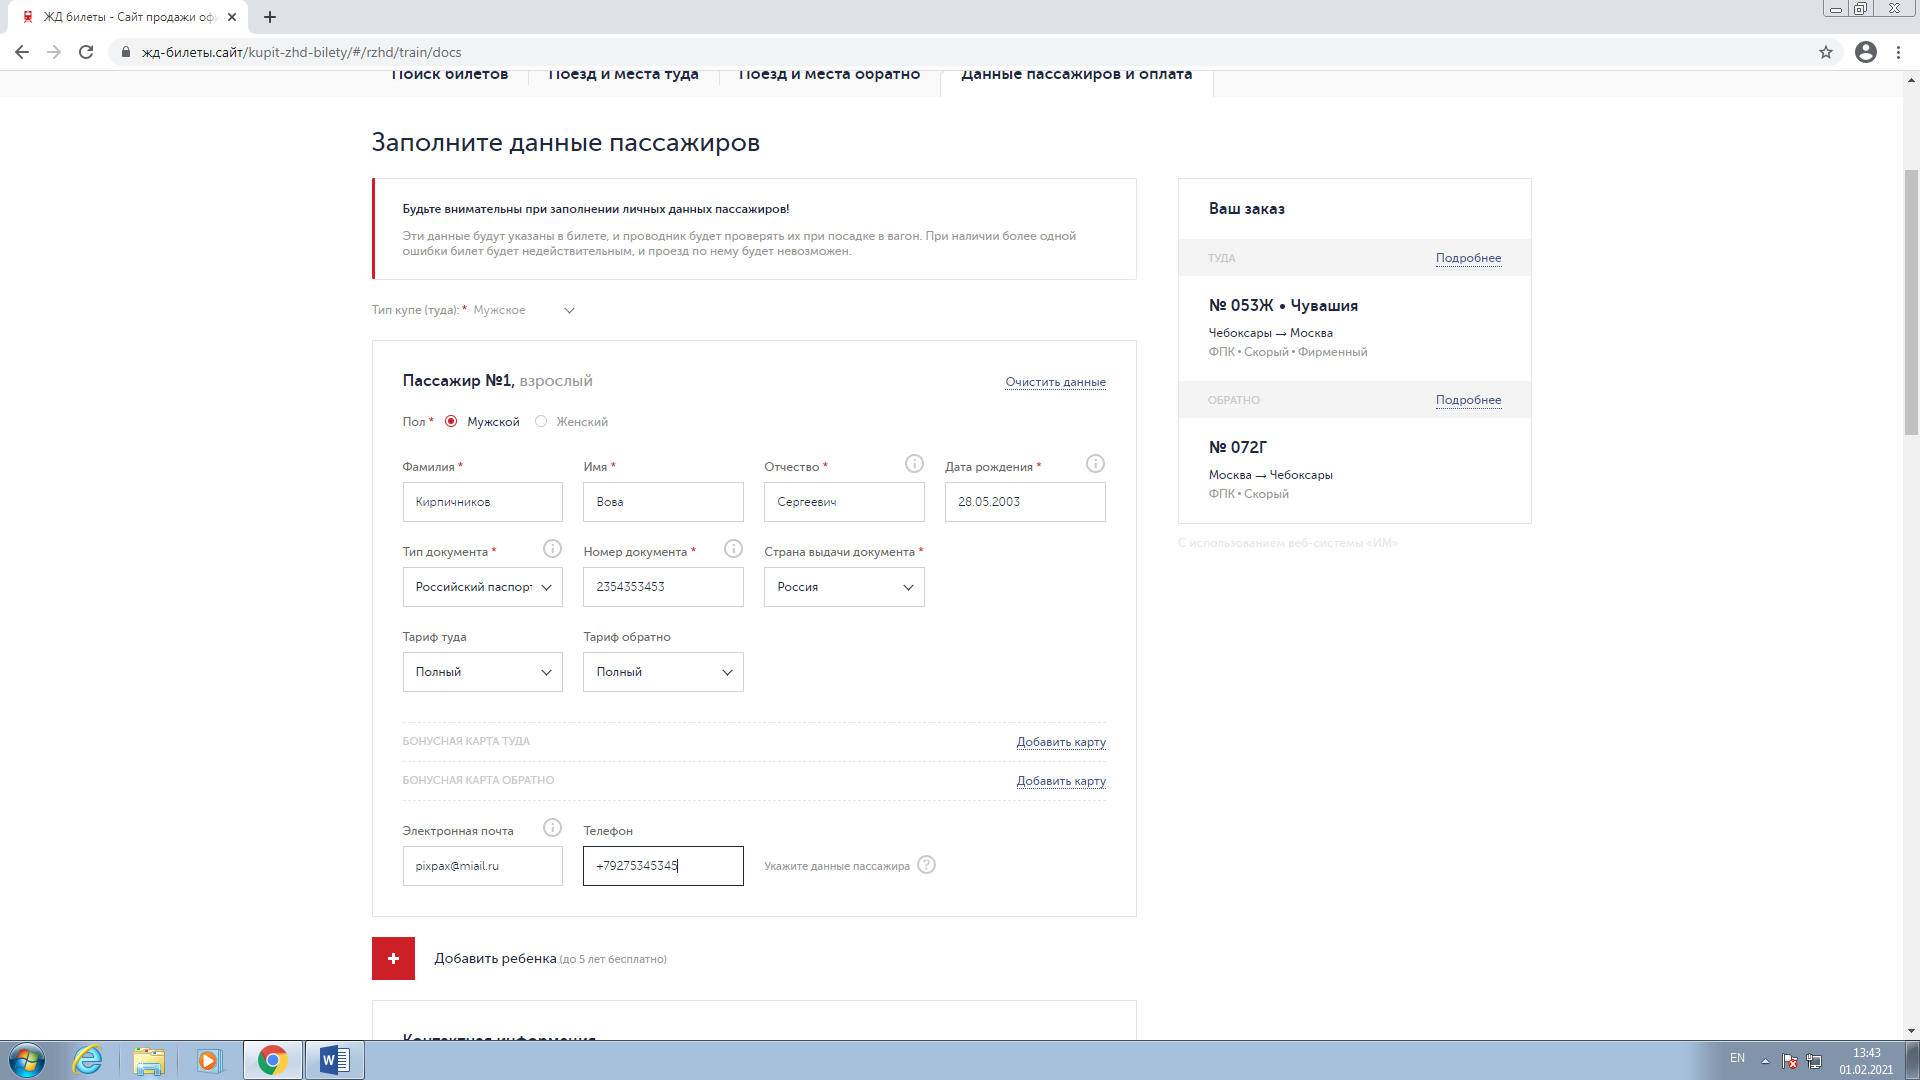 ЖД билеты - Сайт продажи офи
жд-билеты.сайт/kupit-zhd-bilety/#/rzhd/train/docs
Поиск билетов
Поезд и места туда
Поезд и места обратно
Данные пассажиров и оплата
Заполните данные пассажиров
Будьте внимательны при заполнении личных данных пассажиров!
Эти данные будут указаны в билете, и проводник будет проверять их при посадке в вагон. При наличии более одной
ошибки билет будет недействительным, и проезд по нему будет невозможен.
Тип купе (туда): * Мужское
Пассажир №1, взрослый
Очистить данные
Пол * Мужской Женский
Фамилия * Имя * Отчество * Дата рождения *
Кирпичников Вова Сергеевич 28.05.2003
Тип документа * Номер документа * Страна выдачи документа *
Российский паспорт 2354353453 Россия
Тариф туда Тариф обратно
Полный Полный
БОНУСНАЯ КАРТА ТУДА Добавить карту
БОНУСНАЯ КАРТА ОБРАТНО Добавить карту
Электронная почта Телефон
pixpax@miail.ru +79275345345 Укажите данные пассажира ?
+ Добавить ребенка (до 5 лет бесплатно)
Контактная информация
Ваш заказ
ТУДА Подробнее
№ 053Ж • Чувашия
Чебоксары → Москва
ФПК • Скорый • Фирменный
ОБРАТНО Подробнее
№ 072Г
Москва → Чебоксары
ФПК • Скорый
С использованием веб-системы «ИМ»
EN
13:43
01.02.2021